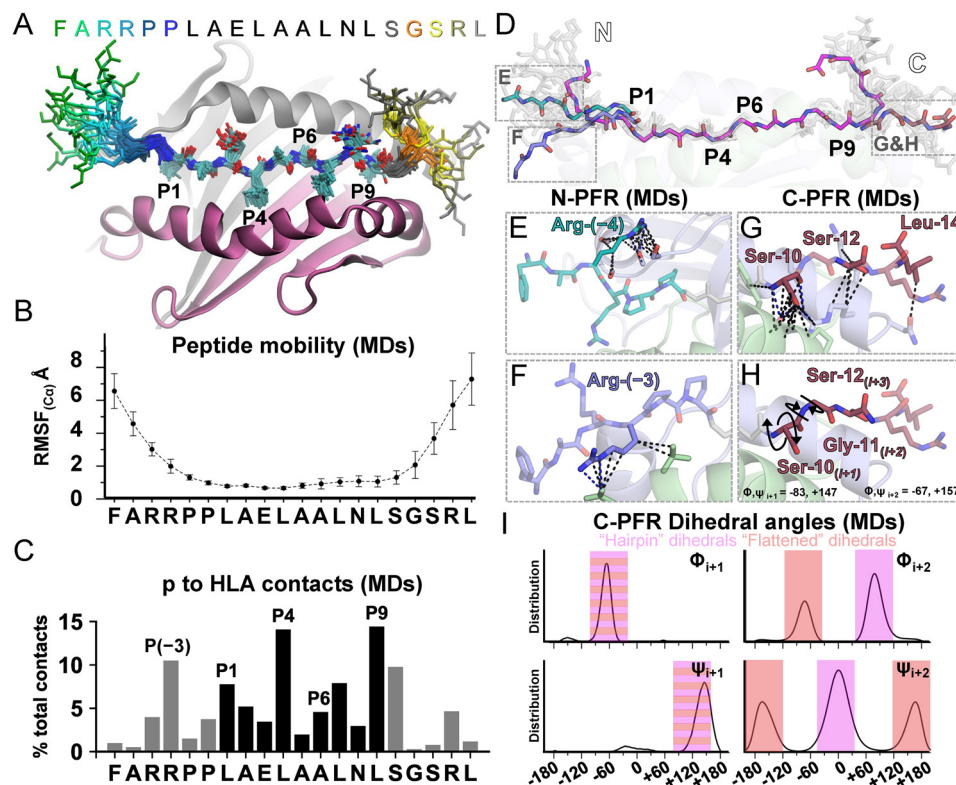 A
F A R R P P L A E L A A L N L S G S R L
P1
P4
P6
P9
B
Peptide mobility (MDs)
RMSF(Cα) Å
8
6
4
2
0
F A R R P P L A E L A A L N L S G S R L
C
p to HLA contacts (MDs)
% total contacts
15
10
5
0
P(−3)
P1
P4
P6
P9
F A R R P P L A E L A A L N L S G S R L
D
N
C
E
F
P1
P4
P6
P9
G&H
N-PFR (MDs)
C-PFR (MDs)
E
Arg-(−4)
F
Arg-(−3)
G
Ser-10
Ser-12
Leu-14
H
Ser-12(i+3)
Gly-11(i+2)
Ser-10(i+1)
Φ,Ψ i+1 = -83, +147
Φ,Ψ i+2 = -67, +157
I
C-PFR Dihedral angles (MDs)
"Hairpin" dihedrals "Flattened" dihedrals
Distribution
Φi+1
Φi+2
Distribution
Ψi+1
Ψi+2
-180 -120 -60 0 +60 +120 +180
-180 -120 -60 0 +60 +120 +180